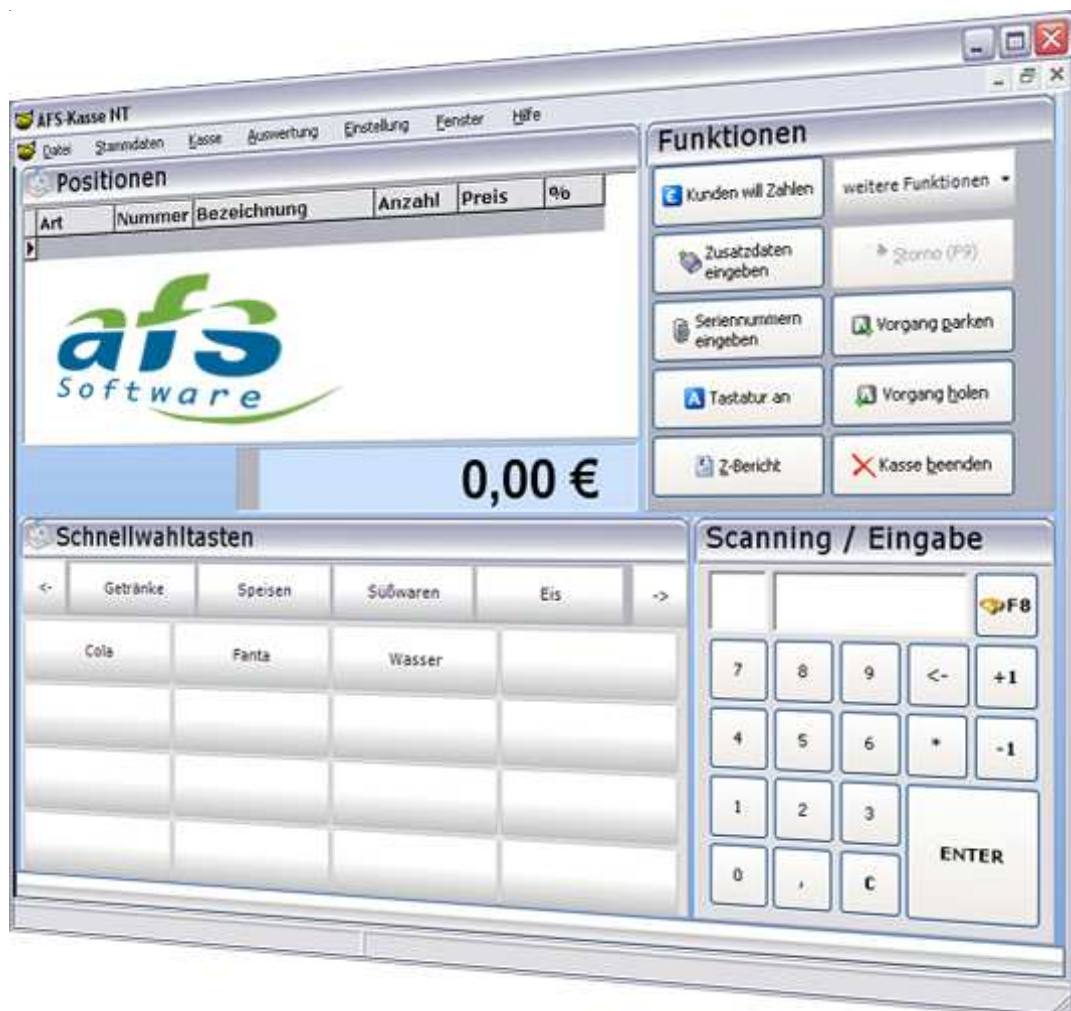 AFS-Kasse NT
Datei Stammdaten Kasse Auswertung Einstellung Fenster Hilfe
Positionen
Art Nummer Bezeichnung Anzahl Preis %
afs
Software
0,00 €
Funktionen
Kunden will Zahlen
weitere Funktionen
Zusatzdaten
eingeben
Storno (F9)
Seriennummern
eingeben
Vorgang parken
Tastatur an
Vorgang holen
Z-Bericht
Kasse beenden
Schnellwahltasten
<- Getränke Speisen Süßwaren Eis ->
Cola Fanta Wasser
Scanning / Eingabe
F8
7 8 9 <- +1
4 5 6 * -1
1 2 3
ENTER
0 , C